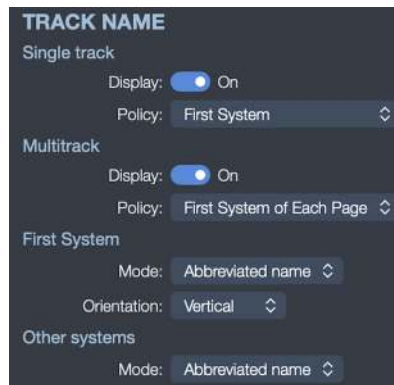 TRACK NAME
Single track
Display: On
Policy: First System
Multitrack
Display: On
Policy: First System of Each Page
First System
Mode: Abbreviated name
Orientation: Vertical
Other systems
Mode: Abbreviated name